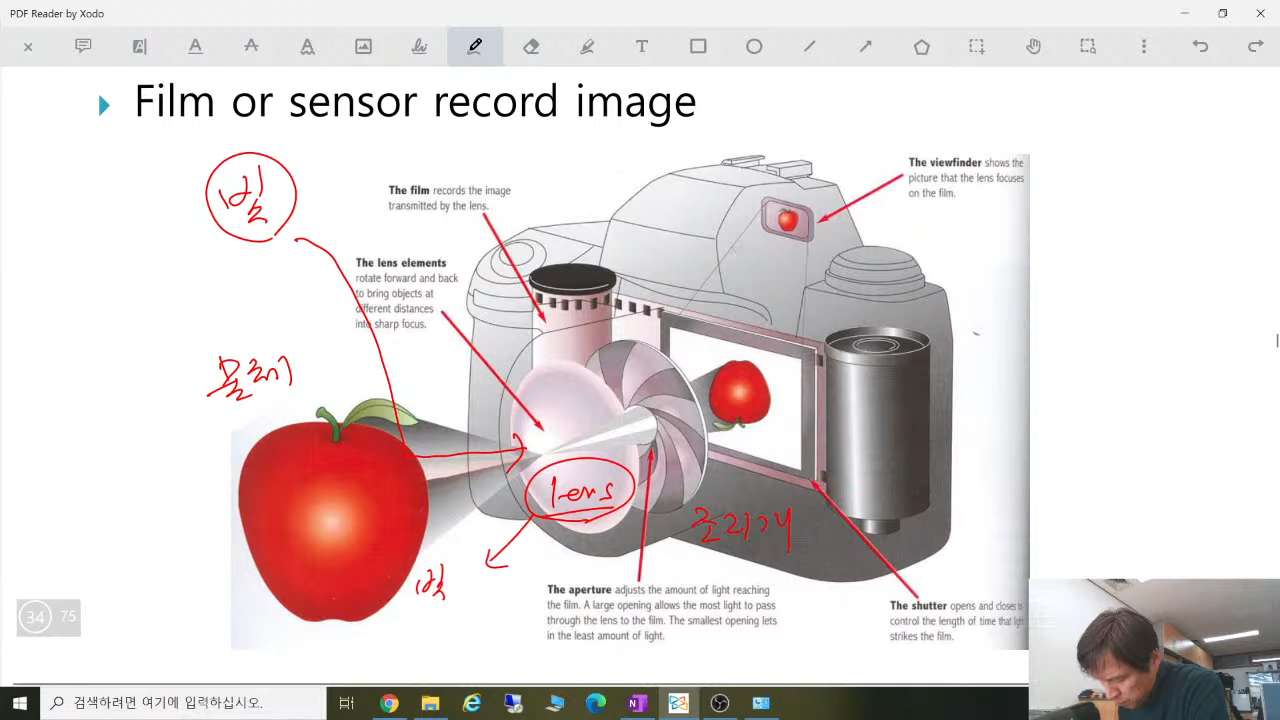 PDF Reader by Xodo
Film or sensor record image
빛
The film records the image
transmitted by the lens.
The viewfinder shows the
picture that the lens focuses
on the film.
The lens elements
rotate forward and back
to bring objects at
different distances
into sharp focus.
물체
lens
조리개
The aperture adjusts the amount of light reaching
the film. A large opening allows the most light to pass
through the lens to the film. The smallest opening lets
in the least amount of light.
The shutter opens and closes to
control the length of time that light
strikes the film.
34 75
검색하려면 여기에 입력하십시오.